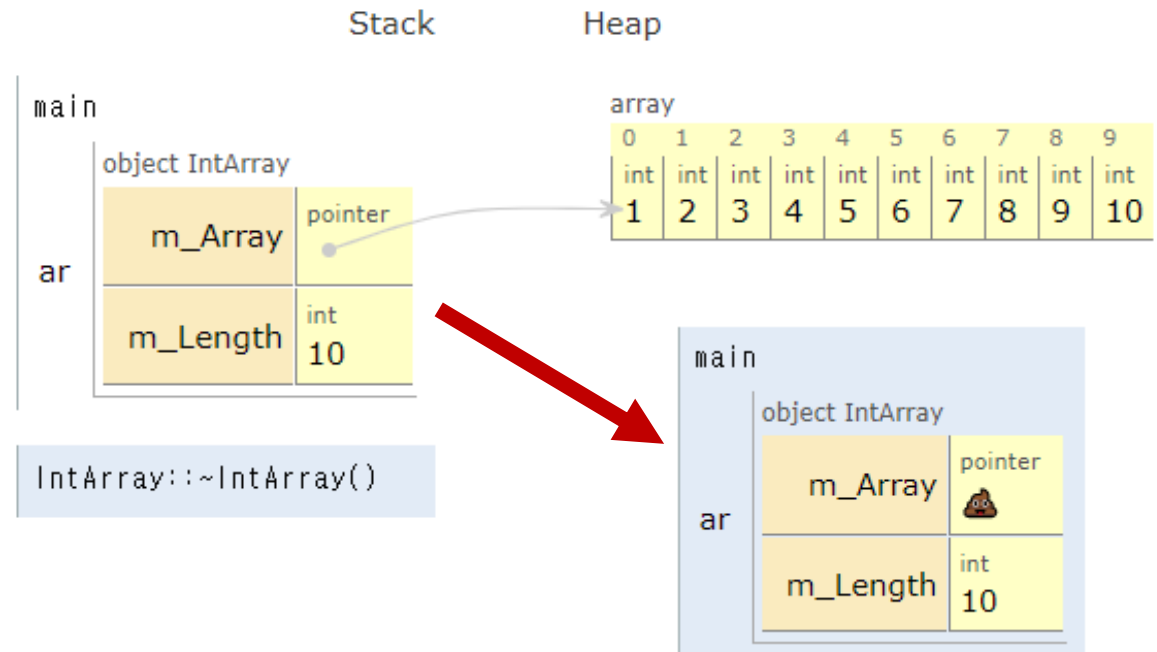 Stack Heap
main
object IntArray
m_Array pointer
ar
m_Length int
10
IntArray::~IntArray()
array
0 1 2 3 4 5 6 7 8 9
int int int int int int int int int int
1 2 3 4 5 6 7 8 9 10
main
object IntArray
m_Array pointer
💩
ar
m_Length int
10